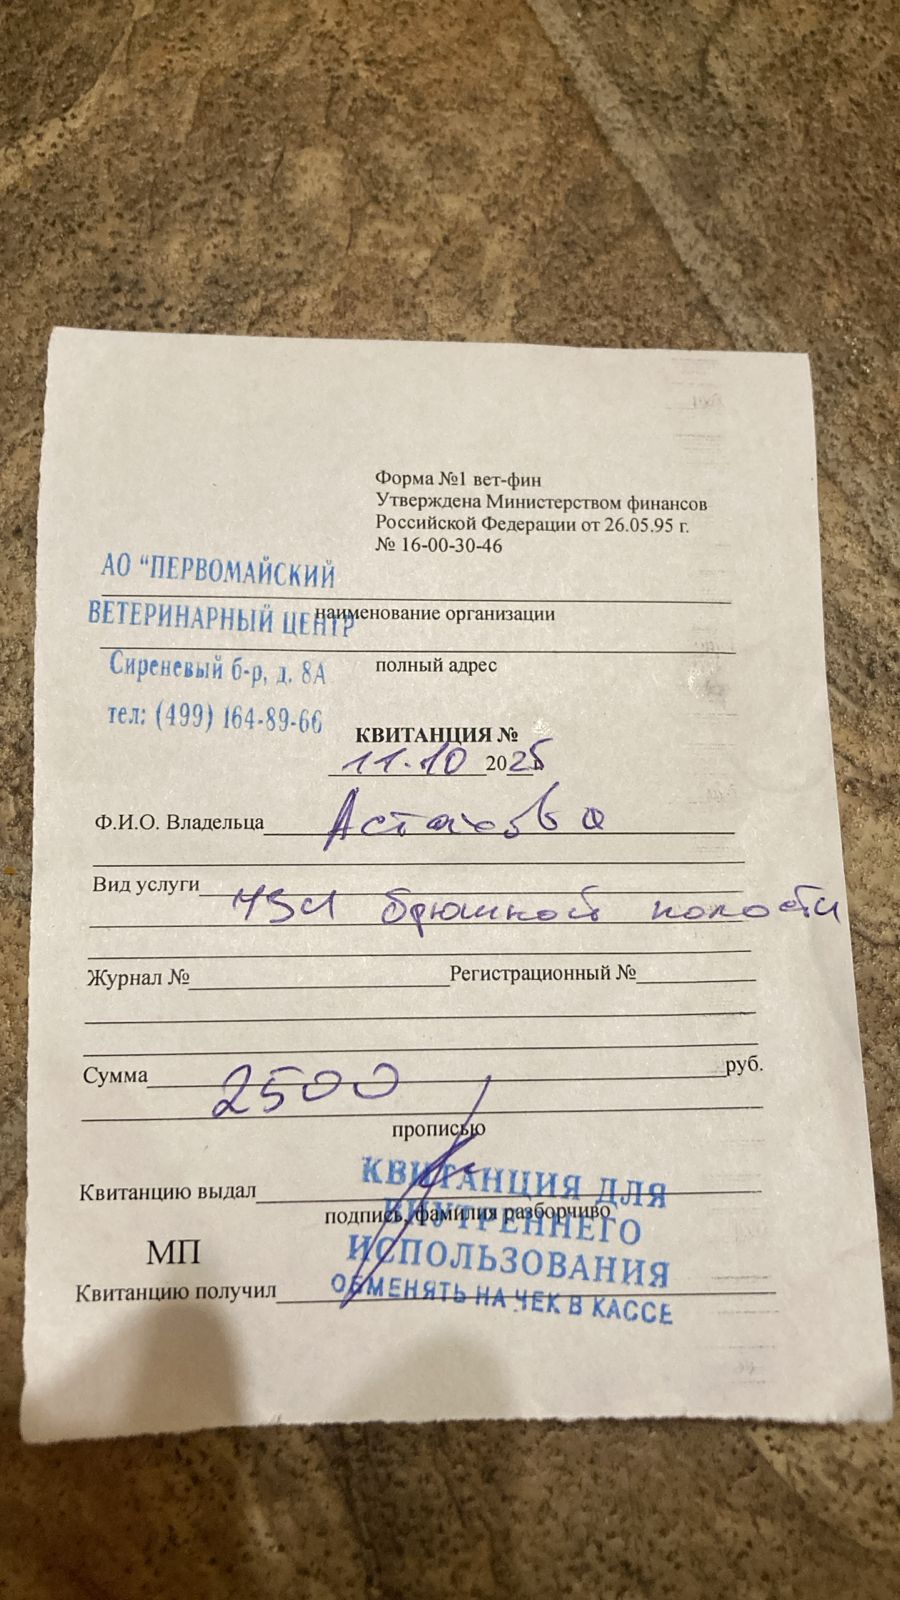 Форма №1 вет-фин
Утверждена Министерством финансов
Российской Федерации от 26.05.95 г.
№ 16-00-30-46
АО "ПЕРВОМАЙСКИЙ
ВЕТЕРИНАРНЫЙ ЦЕНТР
наименование организации
Сиреневый б-р, д. 8А
полный адрес
тел: (499) 164-89-66
КВИТАНЦИЯ №
11.10 2025
Ф.И.О. Владельца Астахова
Вид услуги УЗИ брюшной полости
Журнал № Регистрационный №
Сумма 2500 руб.
прописью
КВИТАНЦИЯ ДЛЯ
Квитанцию выдал
подпись, фамилия разборчиво
ВНУТРЕННЕГО
МП
ИСПОЛЬЗОВАНИЯ
Квитанцию получил
ОБМЕНЯТЬ НА ЧЕК В КАССЕ